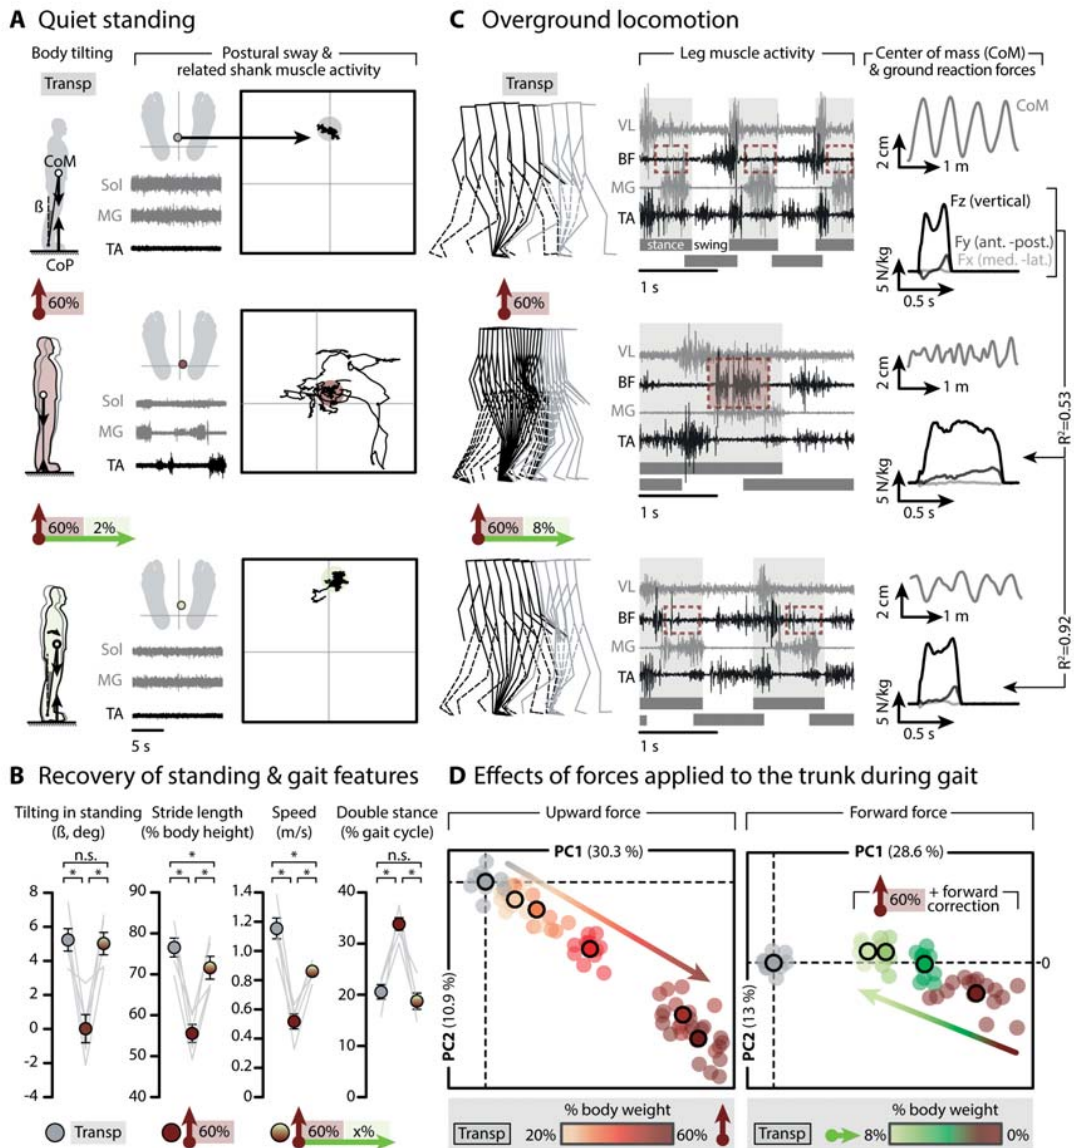 A Quiet standing
Body tilting
Postural sway &
related shank muscle activity
Transp
CoM
ß
CoP
Sol
MG
TA
60%
Sol
MG
TA
60% 2%
Sol
MG
TA
5 s
B Recovery of standing & gait features
Tilting in standing
(ß, deg)
Stride length
(% body height)
Speed
(m/s)
Double stance
(% gait cycle)
n.s.
* *
*
* *
*
* *
n.s.
* *
8
6
4
2
0
-2
-4
90
80
70
60
50
40
1.4
1.2
1.0
0.8
0.6
0.4
0.2
0
40
30
20
10
0
Transp
60%
60% x%
C Overground locomotion
Leg muscle activity
Center of mass (CoM)
& ground reaction forces
Transp
VL
BF
MG
TA
stance swing
1 s
CoM
2 cm
1 m
Fz (vertical)
Fy (ant. -post.)
Fx (med. -lat.)
5 N/kg
0.5 s
60%
VL
BF
MG
TA
1 s
2 cm
1 m
5 N/kg
0.5 s
R²=0.53
60% 8%
VL
BF
MG
TA
1 s
2 cm
1 m
5 N/kg
0.5 s
R²=0.92
D Effects of forces applied to the trunk during gait
Upward force
PC1 (30.3 %)
PC2 (10.9 %)
% body weight
Transp
20%
60%
Forward force
PC1 (28.6 %)
60%
+ forward
correction
0
PC2 (13 %)
% body weight
Transp
8%
0%